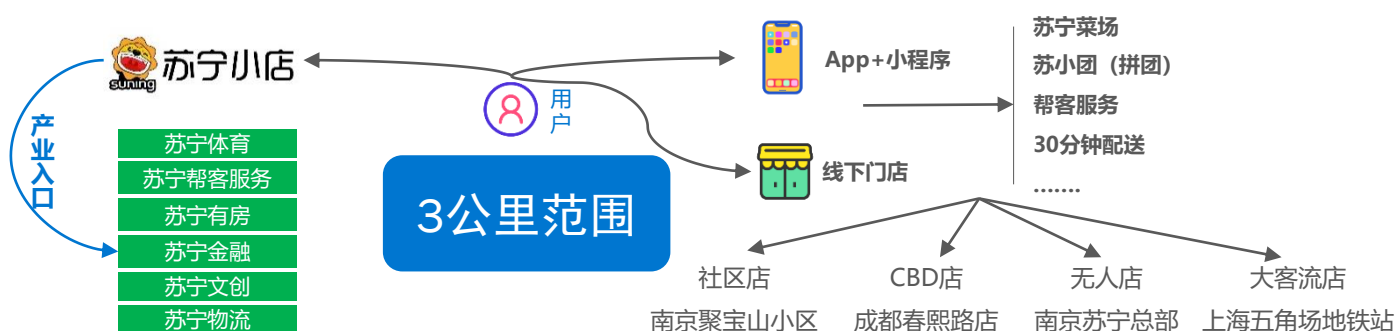 suning
苏宁小店
产业入口
苏宁体育
苏宁帮客服务
苏宁有房
苏宁金融
苏宁文创
苏宁物流
用户
3公里范围
App+小程序
线下门店
苏宁菜场
苏小团（拼团）
帮客服务
30分钟配送
.......
社区店
CBD店
无人店
大客流店
南京聚宝山小区
成都春熙路店
南京苏宁总部
上海五角场地铁站